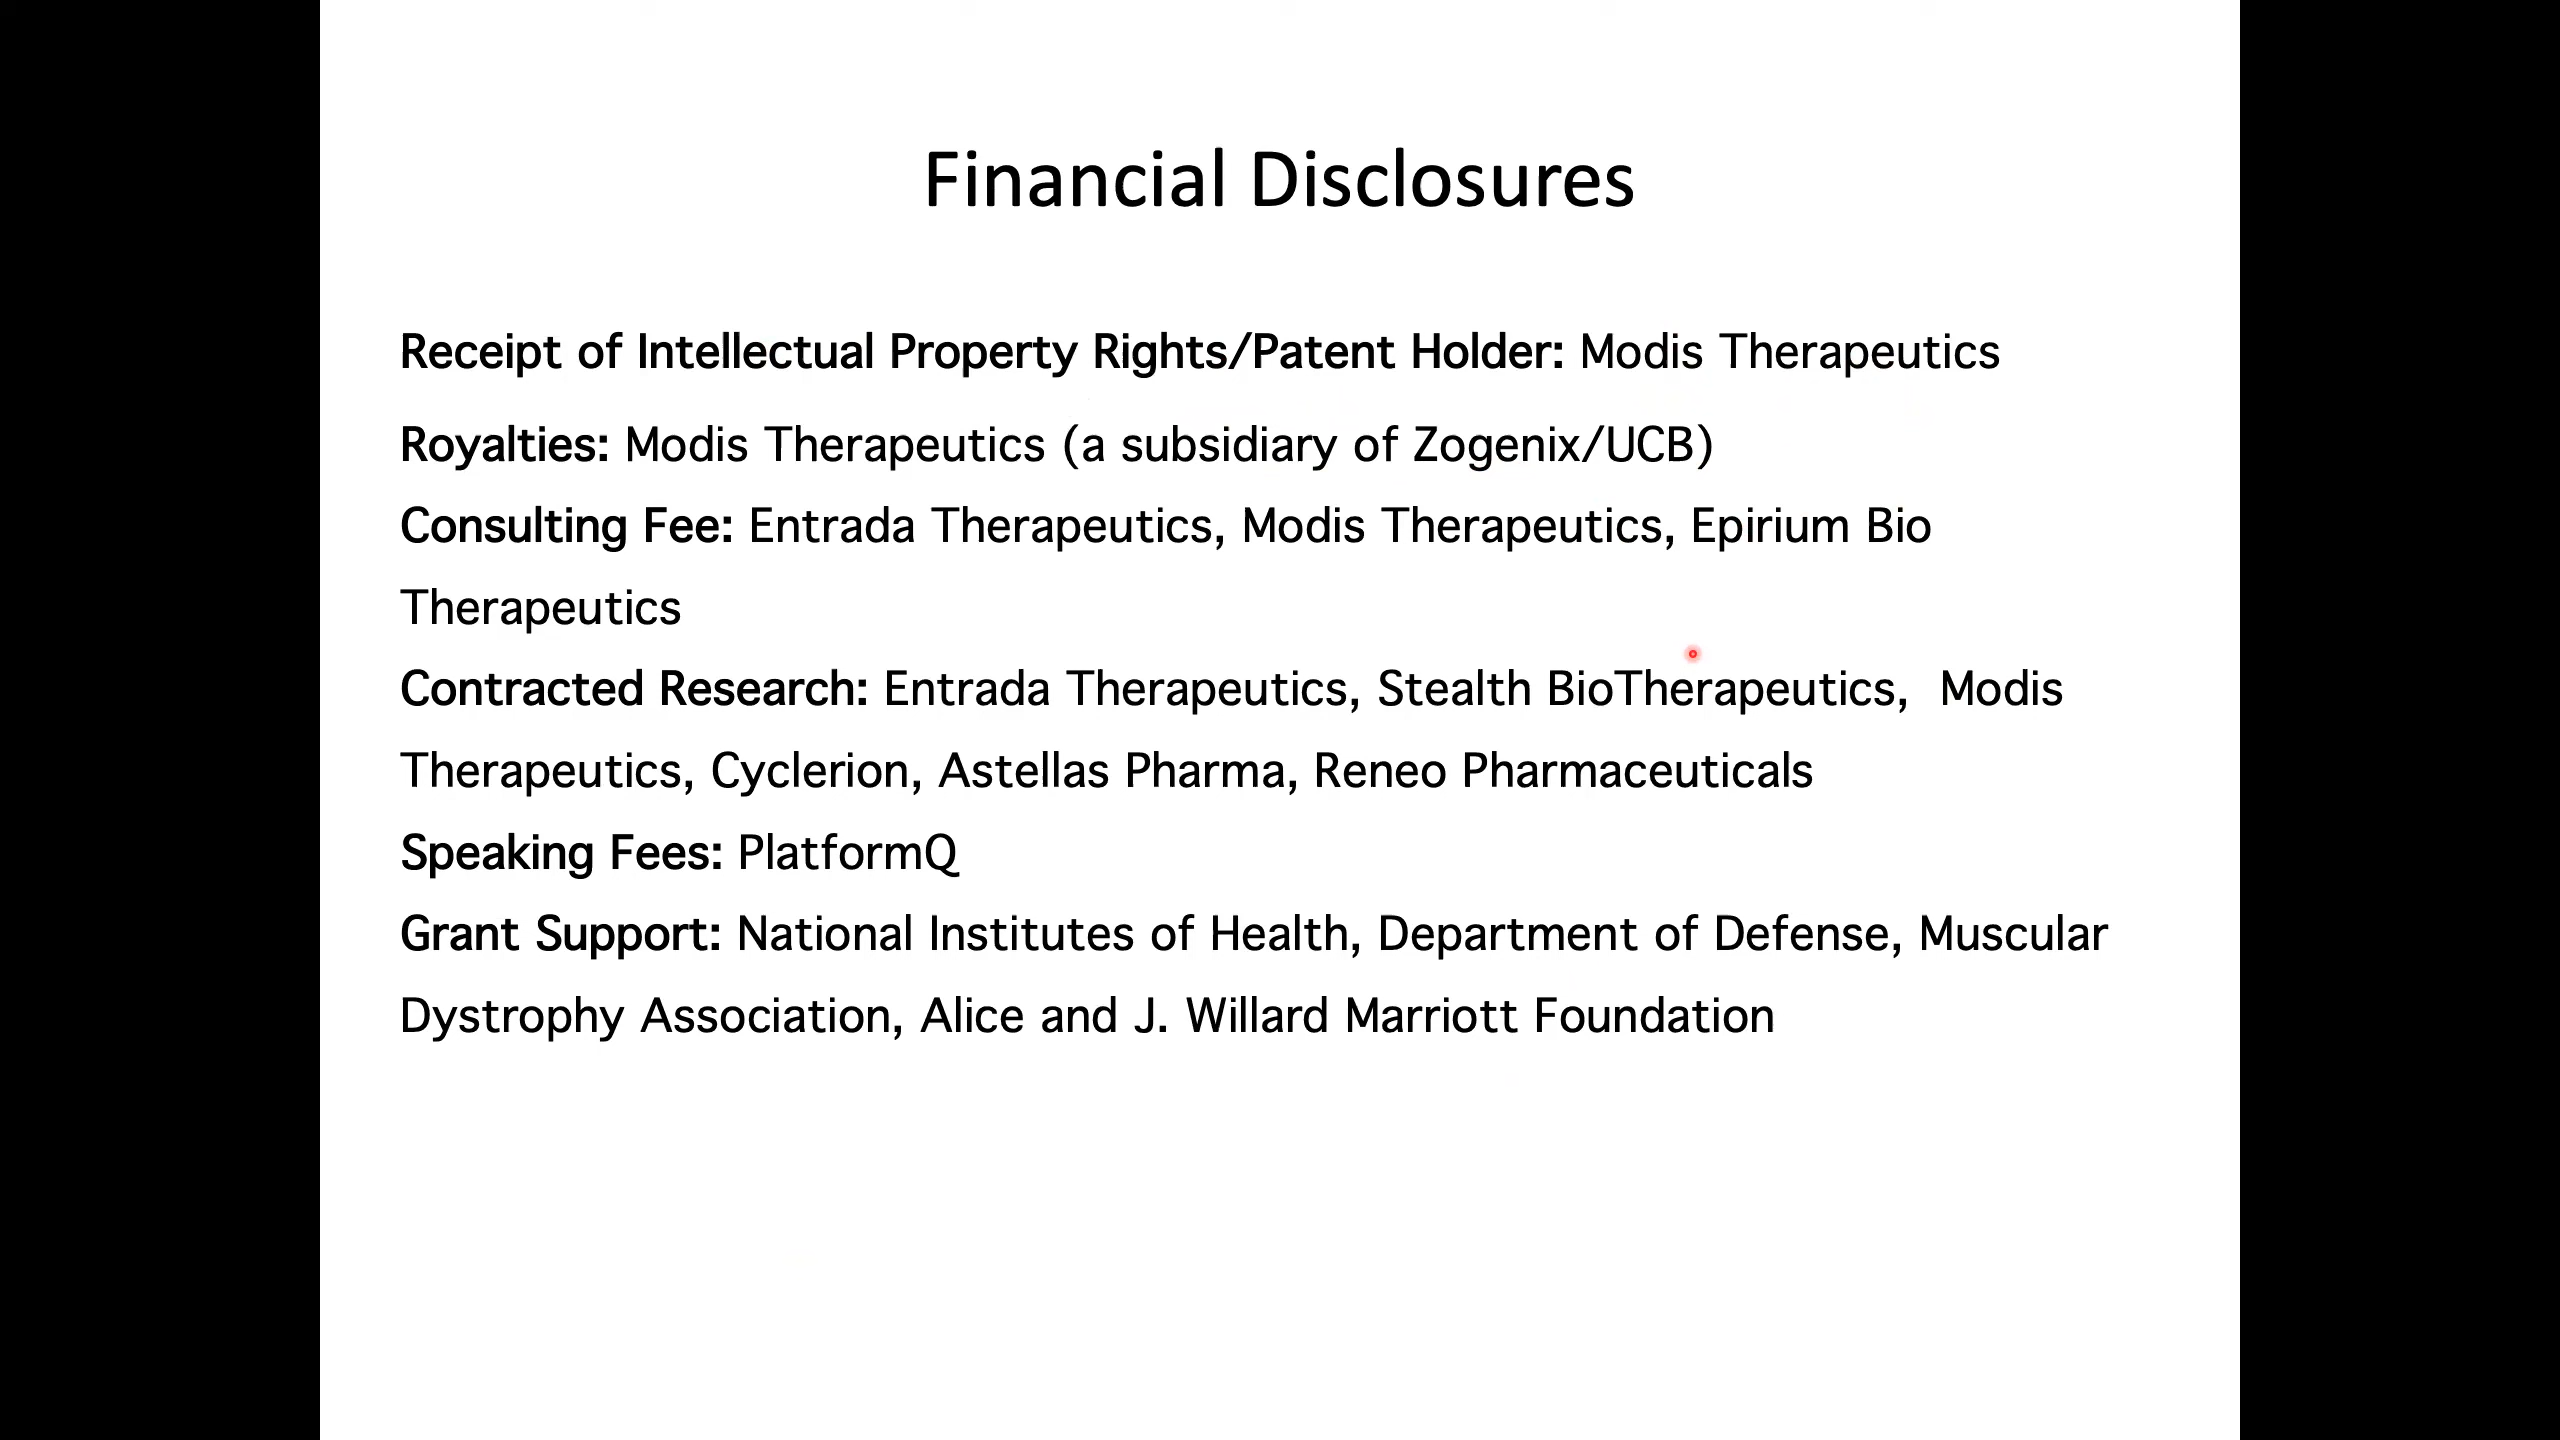 Financial Disclosures
Receipt of Intellectual Property Rights/Patent Holder: Modis Therapeutics
Royalties: Modis Therapeutics (a subsidiary of Zogenix/UCB)
Consulting Fee: Entrada Therapeutics, Modis Therapeutics, Epirium Bio
Therapeutics
Contracted Research: Entrada Therapeutics, Stealth BioTherapeutics,  Modis
Therapeutics, Cyclerion, Astellas Pharma, Reneo Pharmaceuticals
Speaking Fees: PlatformQ
Grant Support: National Institutes of Health, Department of Defense, Muscular
Dystrophy Association, Alice and J. Willard Marriott Foundation